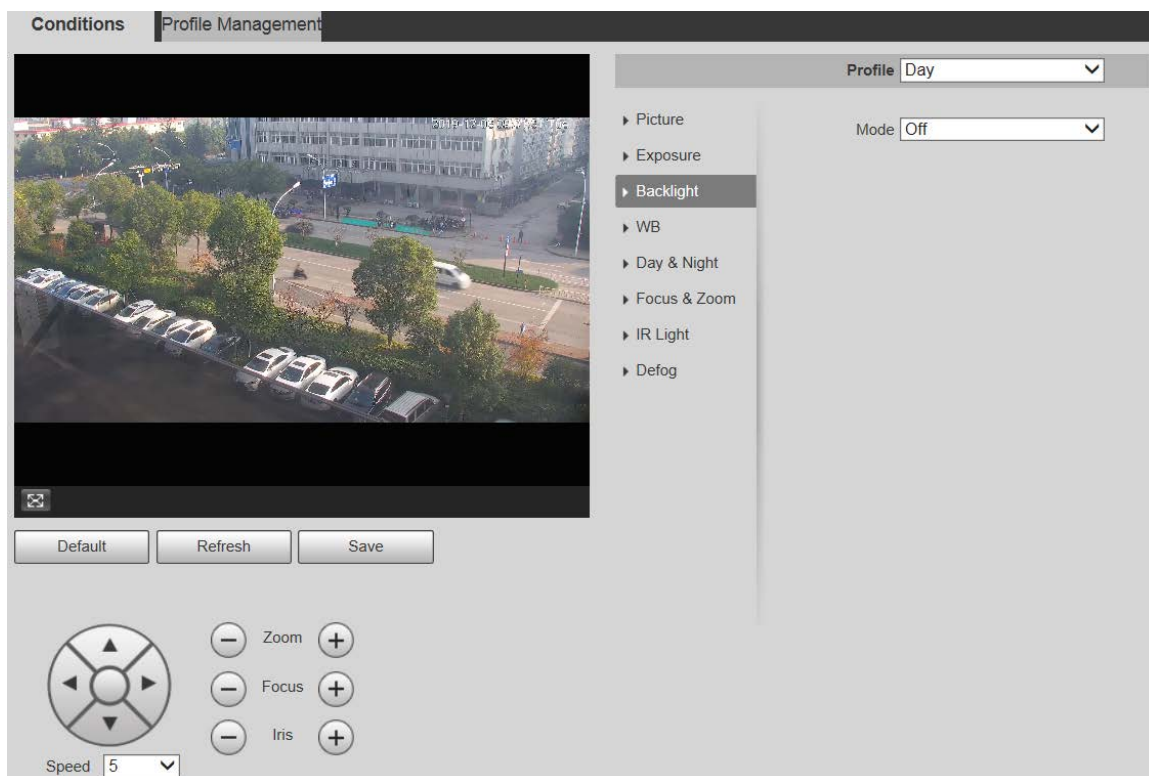 Conditions
Profile Management
Profile Day
Picture
Exposure
Backlight
WB
Day & Night
Focus & Zoom
IR Light
Defog
Mode Off
Default
Refresh
Save
Zoom
Focus
Iris
Speed 5